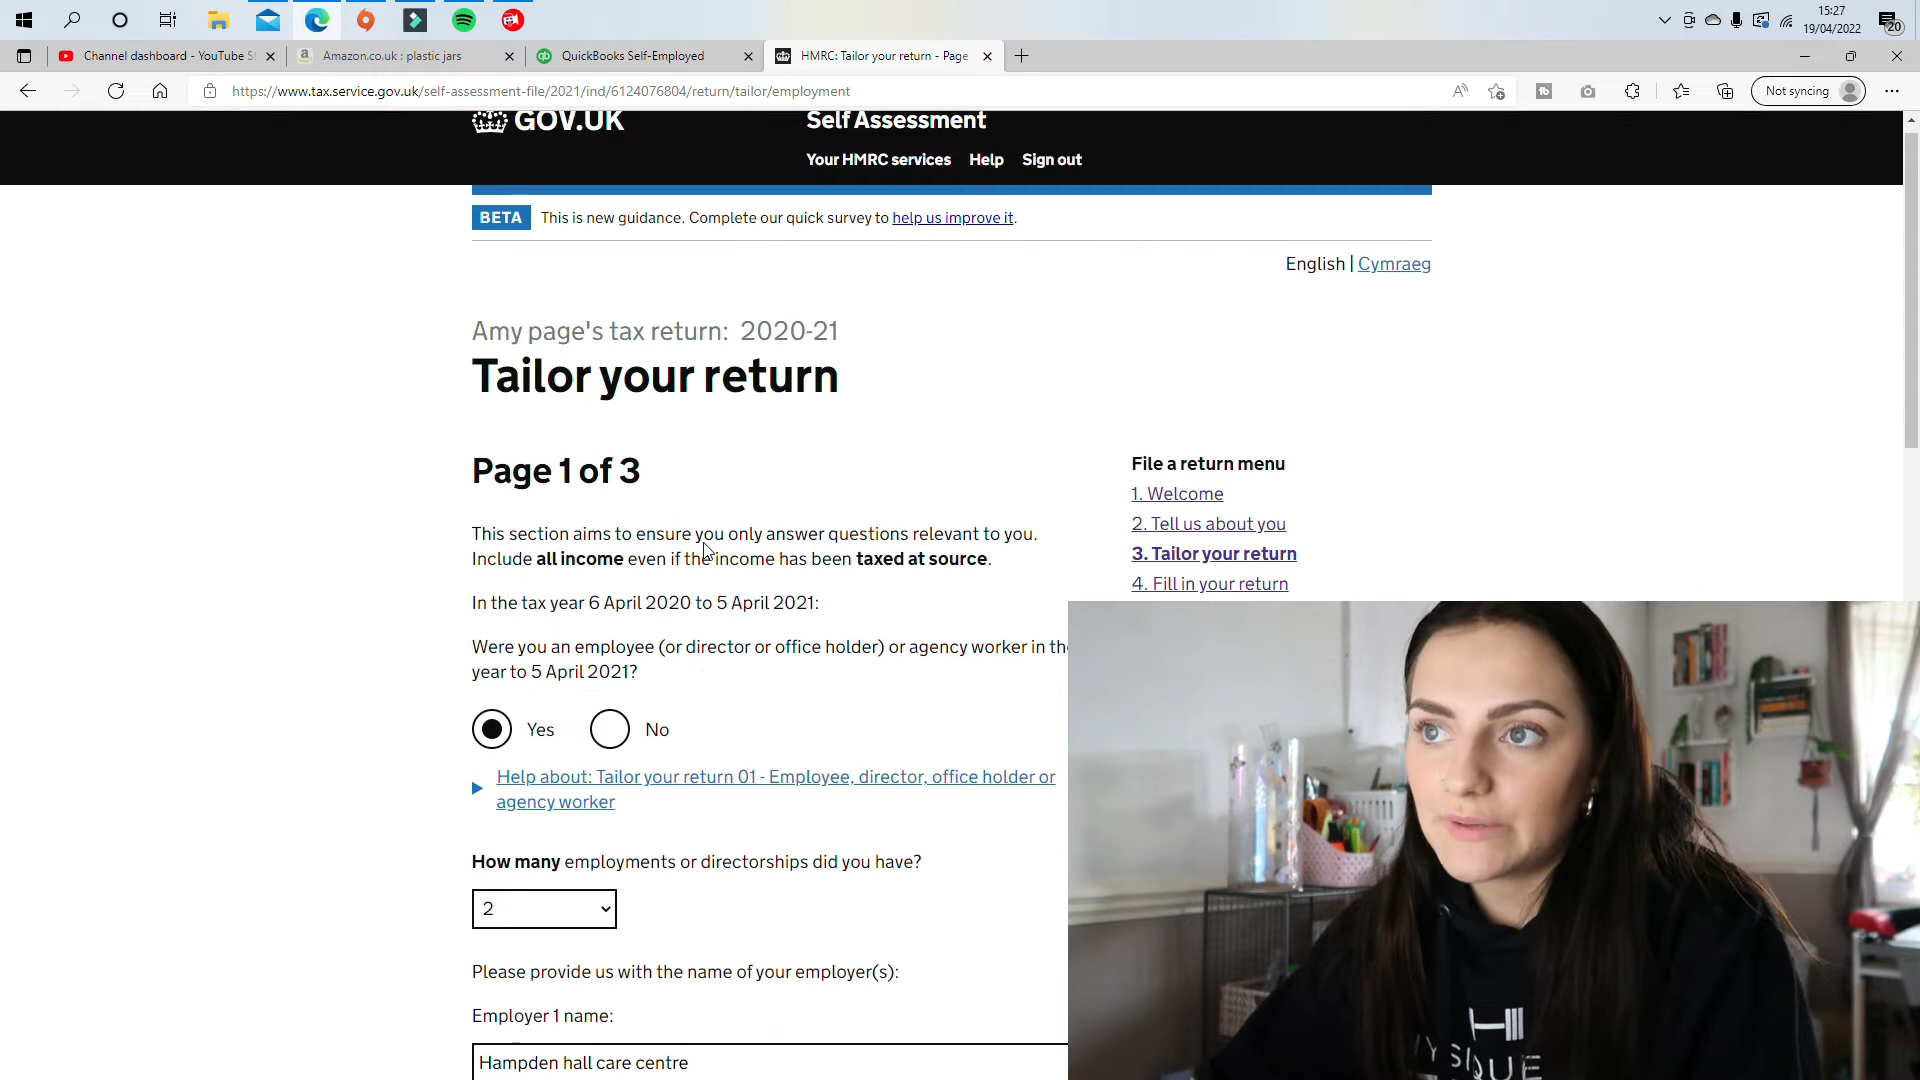 15:27
19/04/2022
20
Channel dashboard - YouTube S
Amazon.co.uk : plastic jars
QuickBooks Self-Employed
HMRC: Tailor your return - Page
https://www.tax.service.gov.uk/self-assessment-file/2021/ind/6124076804/return/tailor/employment
Not syncing
GOV.UK
Self Assessment
Your HMRC services Help Sign out
BETA This is new guidance. Complete our quick survey to help us improve it.
English | Cymraeg
Amy page's tax return: 2020-21
Tailor your return
Page 1 of 3
This section aims to ensure you only answer questions relevant to you.
Include all income even if the income has been taxed at source.
In the tax year 6 April 2020 to 5 April 2021:
Were you an employee (or director or office holder) or agency worker in the
year to 5 April 2021?
Yes No
Help about: Tailor your return 01 - Employee, director, office holder or
agency worker
How many employments or directorships did you have?
2
Please provide us with the name of your employer(s):
Employer 1 name:
Hampden hall care centre
File a return menu
1. Welcome
2. Tell us about you
3. Tailor your return
4. Fill in your return